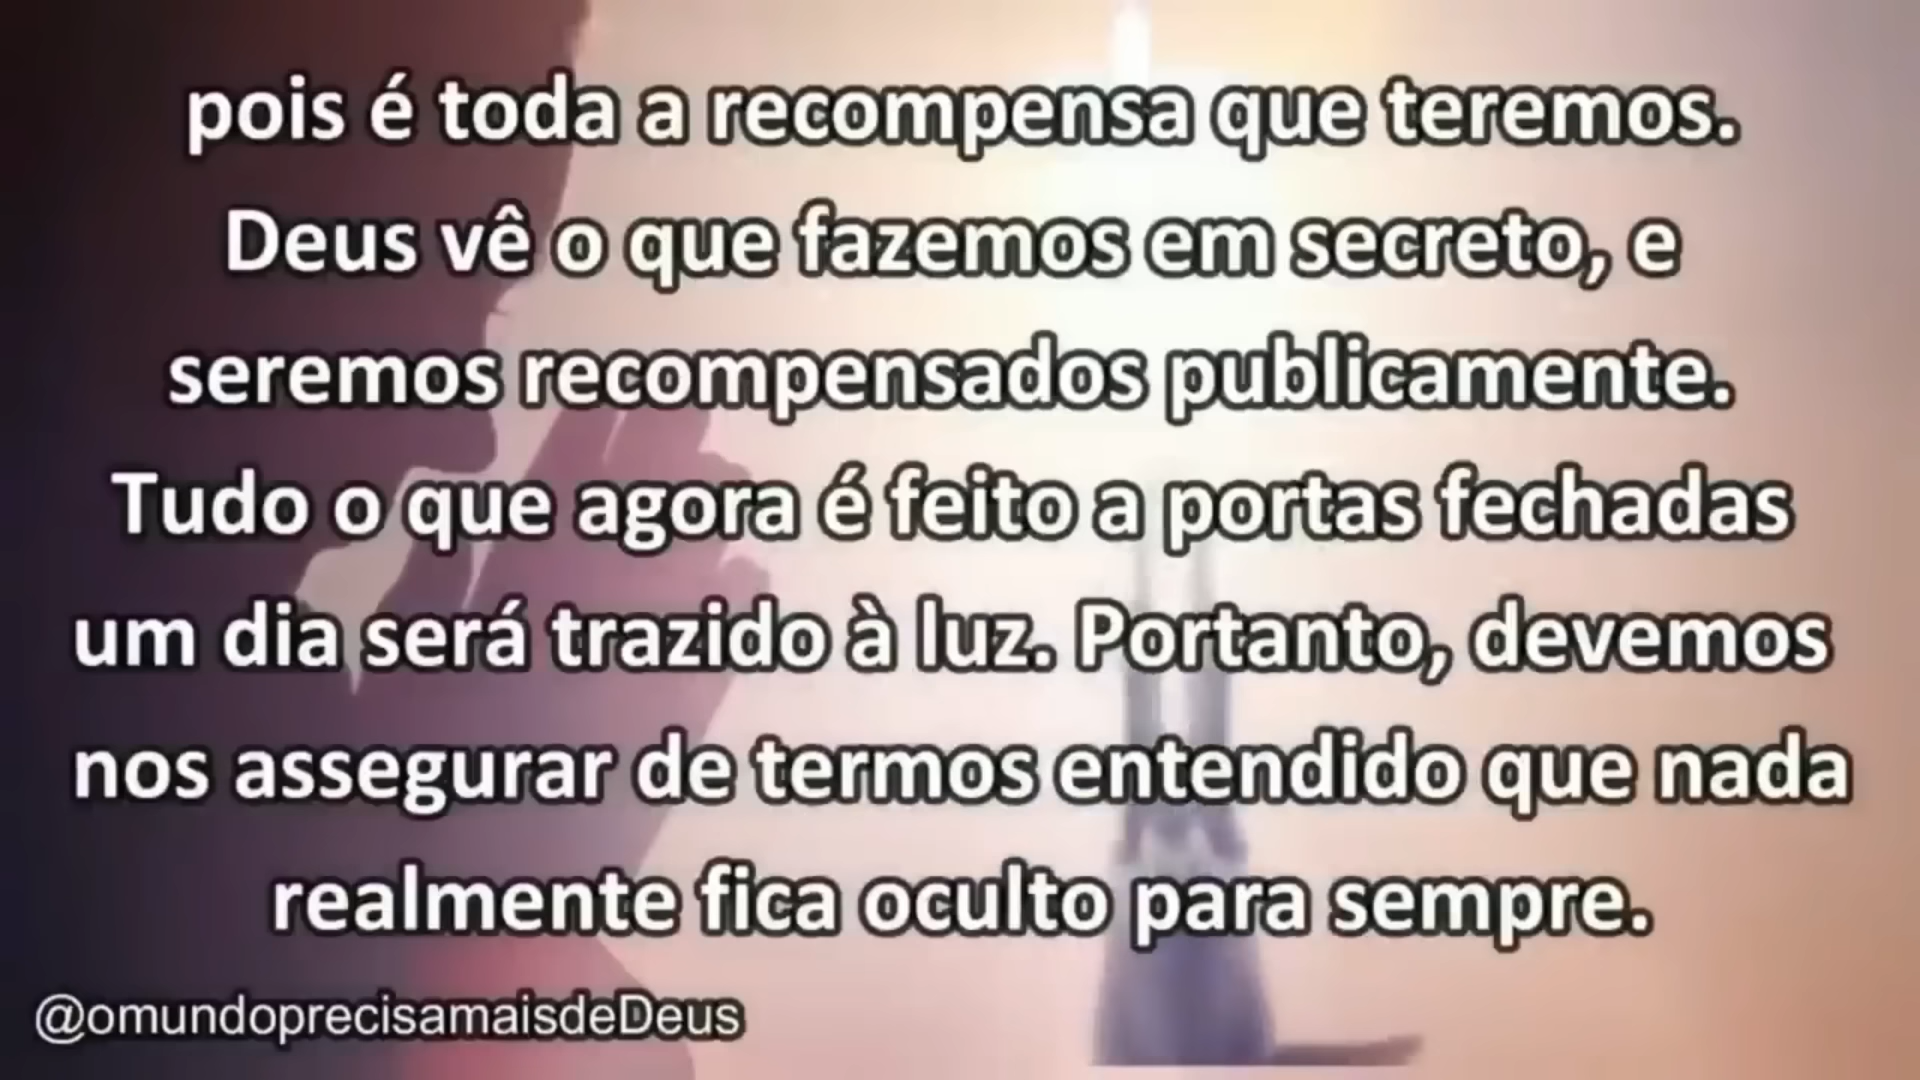 pois é toda a recompensa que teremos.
Deus vê o que fazemos em secreto, e
seremos recompensados publicamente.
Tudo o que agora é feito a portas fechadas
um dia será trazido à luz. Portanto, devemos
nos assegurar de termos entendido que nada
realmente fica oculto para sempre.
@omundoprecisamaisdeDeus